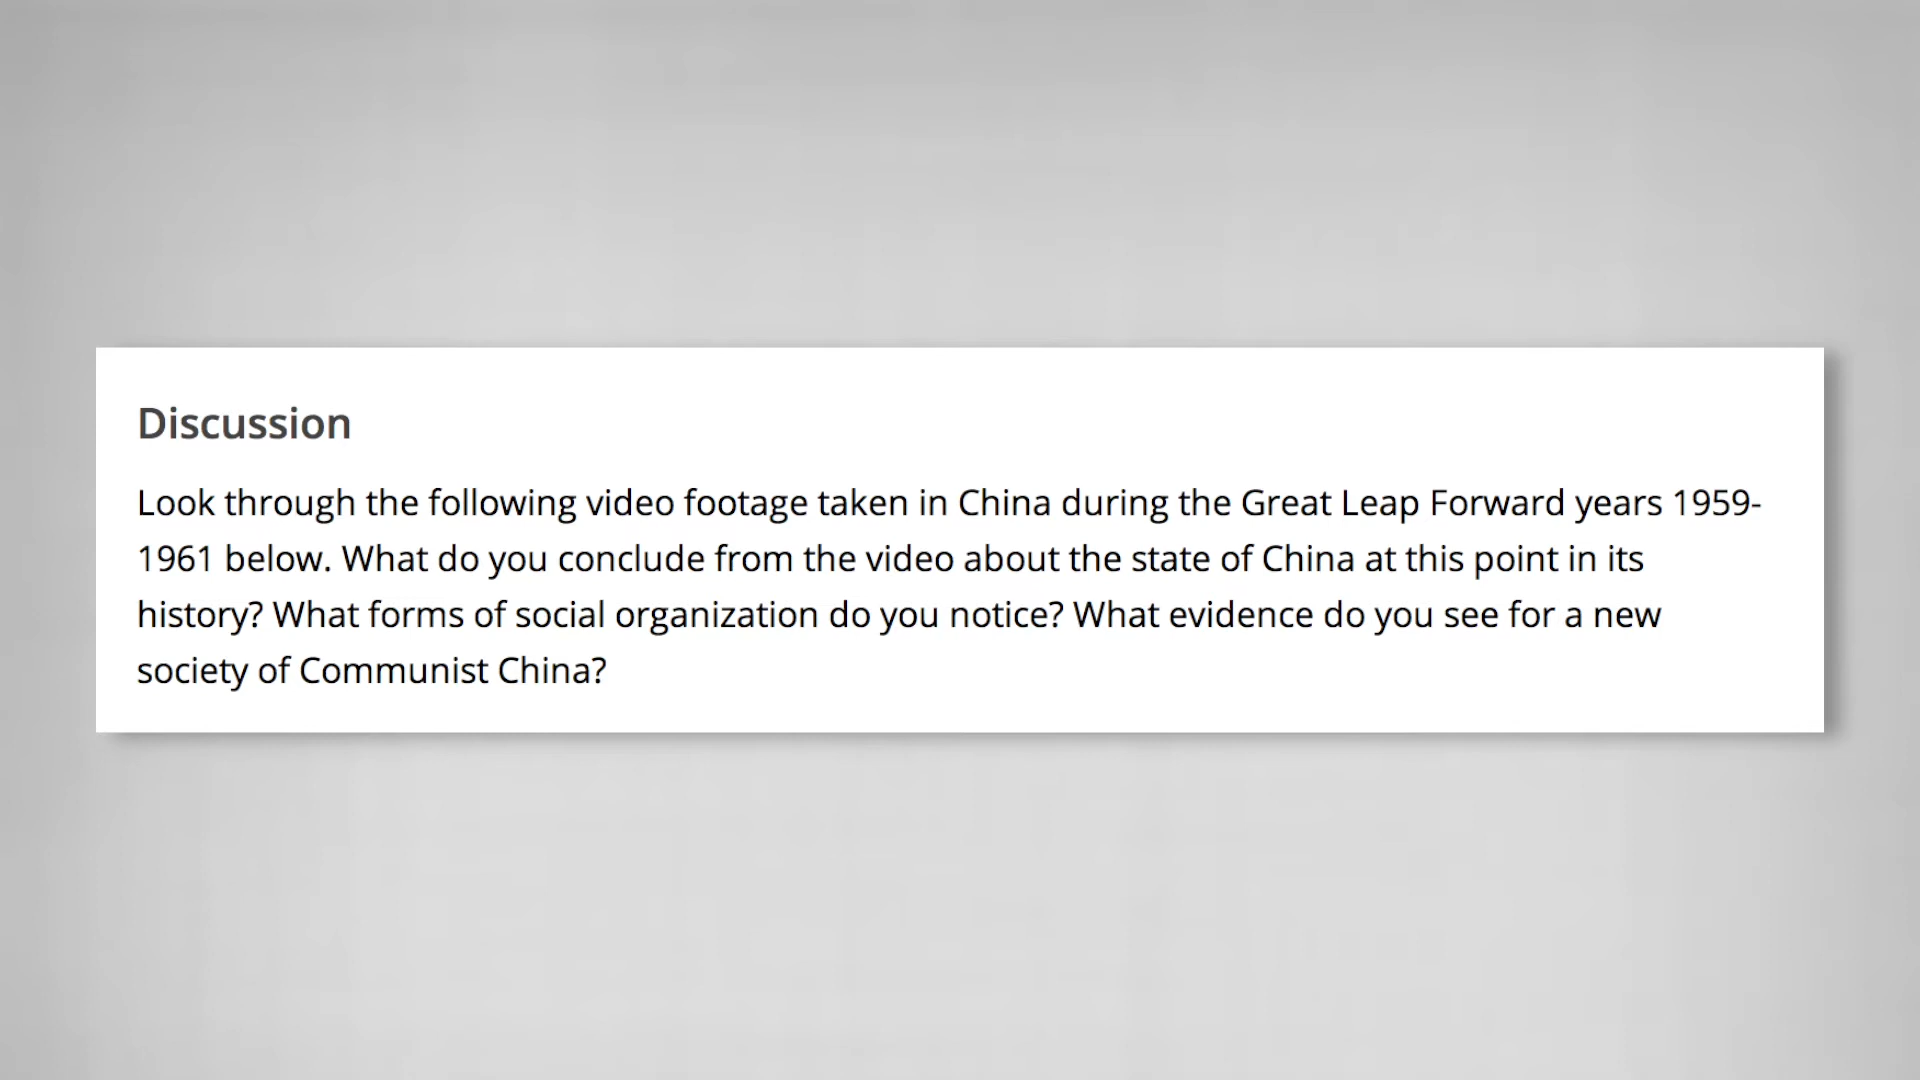 Discussion
Look through the following video footage taken in China during the Great Leap Forward years 1959-
1961 below. What do you conclude from the video about the state of China at this point in its
history? What forms of social organization do you notice? What evidence do you see for a new
society of Communist China?